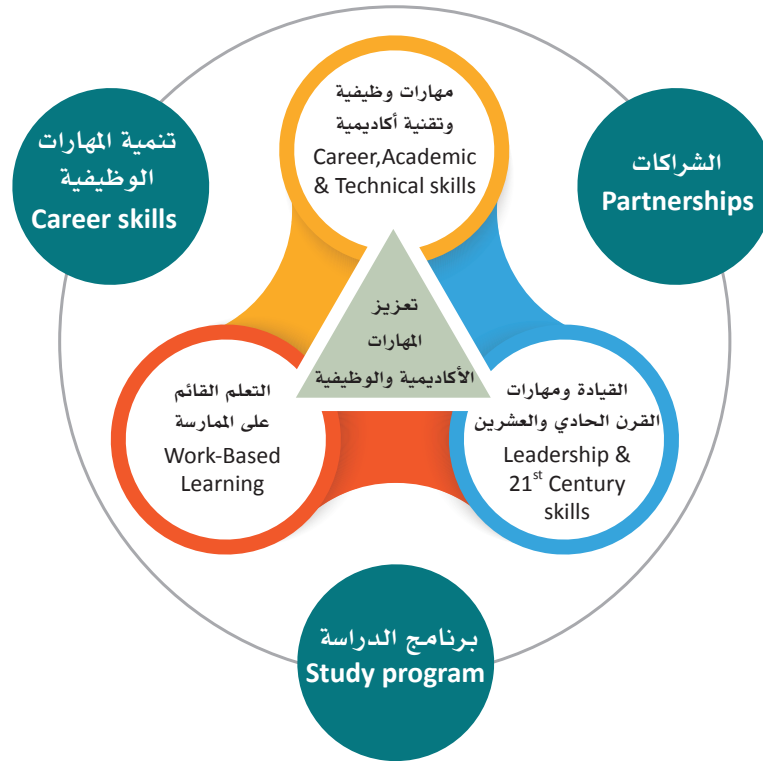 مهارات وظيفية
وتقنية أكاديمية
Career,Academic
& Technical skills
تنمية المهارات
الوظيفية
Career skills
الشراكات
Partnerships
تعزيز
المهارات
الأكاديمية والوظيفية
التعلم القائم
على الممارسة
Work-Based
Learning
القيادة ومهارات
القرن الحادي والعشرين
Leadership &
21st Century
skills
برنامج الدراسة
Study program